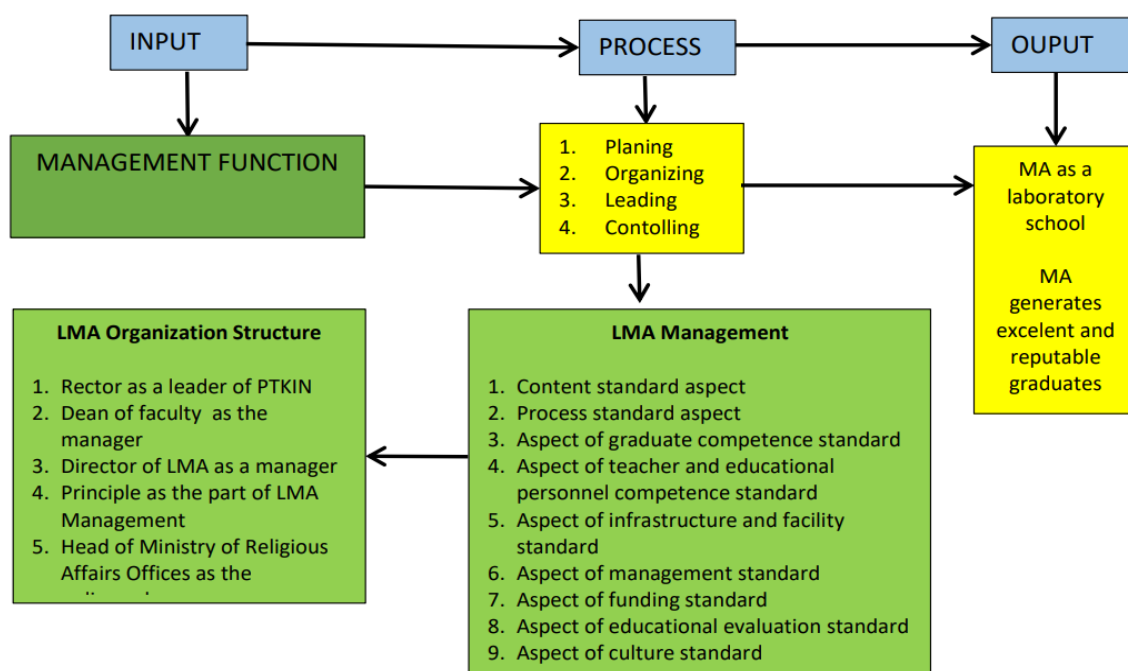 INPUT
PROCESS
OUPUT
MANAGEMENT FUNCTION
1. Planing
2. Organizing
3. Leading
4. Contolling
MA as a
laboratory
school
MA
generates
excelent and
reputable
graduates
LMA Organization Structure
1. Rector as a leader of PTKIN
2. Dean of faculty as the
manager
3. Director of LMA as a manager
4. Principle as the part of LMA
Management
5. Head of Ministry of Religious
Affairs Offices as the
LMA Management
1. Content standard aspect
2. Process standard aspect
3. Aspect of graduate competence standard
4. Aspect of teacher and educational
personnel competence standard
5. Aspect of infrastructure and facility
standard
6. Aspect of management standard
7. Aspect of funding standard
8. Aspect of educational evaluation standard
9. Aspect of culture standard